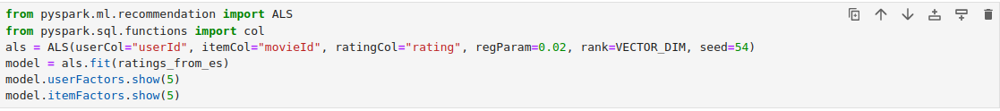 from pyspark.ml.recommendation import ALS
from pyspark.sql.functions import col
als = ALS(userCol="userId", itemCol="movieId", ratingCol="rating", regParam=0.02, rank=VECTOR_DIM, seed=54)
model = als.fit(ratings_from_es)
model.userFactors.show(5)
model.itemFactors.show(5)